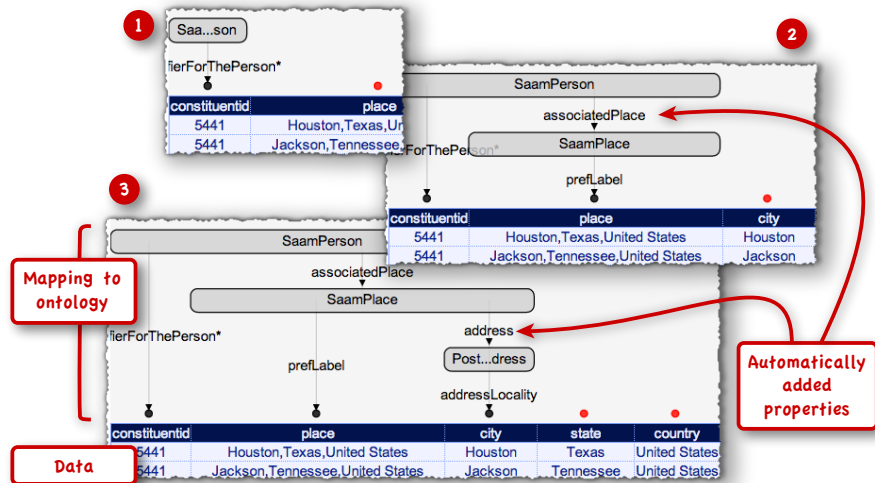 1
Saa...son
fierForThePerson*
constituentid place
5441 Houston,Texas,Un
5441 Jackson,Tennessee,
2
SaamPerson
associatedPlace
SaamPlace
fierForThePerson*
prefLabel
constituentid place city
5441 Houston,Texas,United States Houston
5441 Jackson,Tennessee,United States Jackson
3
SaamPerson
associatedPlace
SaamPlace
fierForThePerson*
address
Post...dress
prefLabel
addressLocality
constituentid place city state country
5441 Houston,Texas,United States Houston Texas United States
5441 Jackson,Tennessee,United States Jackson Tennessee United States
Mapping to
ontology
Data
Automatically
added
properties